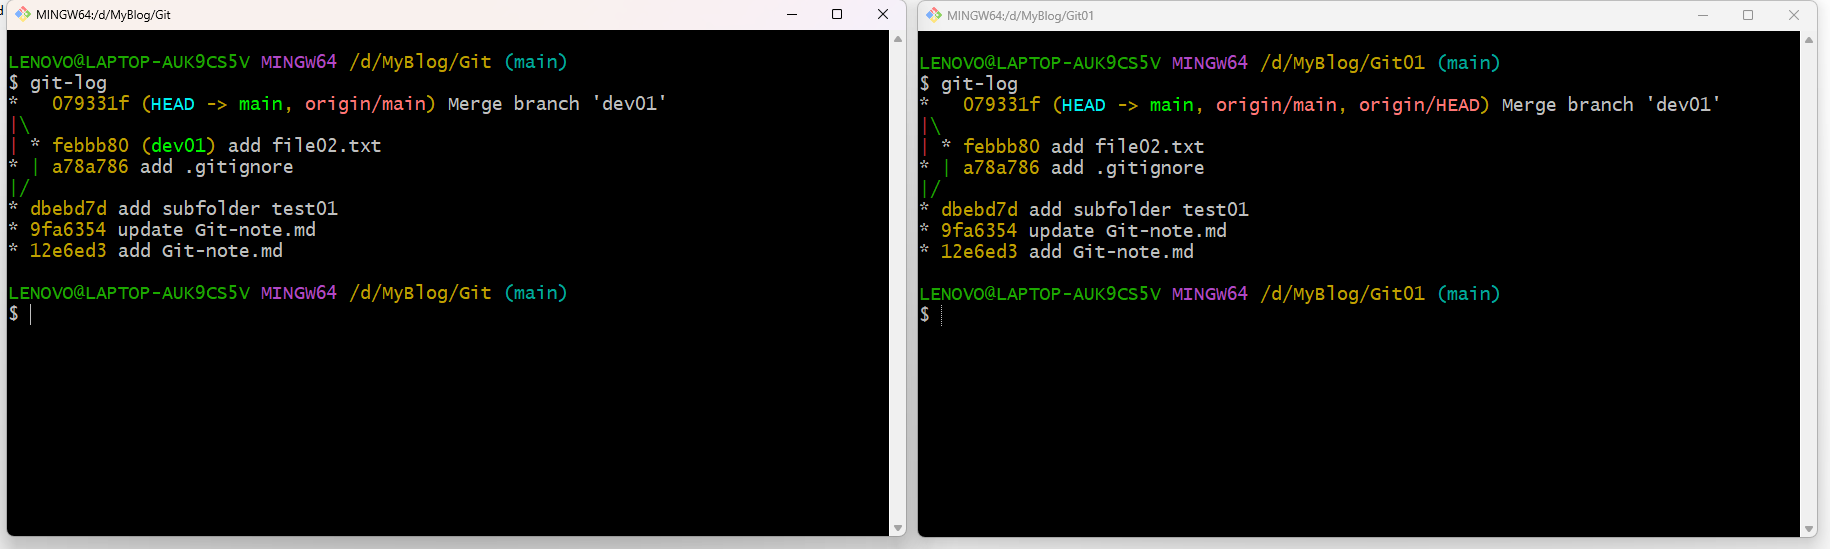 MINGW64:/d/MyBlog/Git
LENOVO@LAPTOP-AUK9CS5V MINGW64 /d/MyBlog/Git (main)
$ git-log
*   079331f (HEAD -> main, origin/main) Merge branch 'dev01'
|\
| * febbb80 (dev01) add file02.txt
* | a78a786 add .gitignore
|/
* dbebd7d add subfolder test01
* 9fa6354 update Git-note.md
* 12e6ed3 add Git-note.md
LENOVO@LAPTOP-AUK9CS5V MINGW64 /d/MyBlog/Git (main)
$
MINGW64:/d/MyBlog/Git01
LENOVO@LAPTOP-AUK9CS5V MINGW64 /d/MyBlog/Git01 (main)
$ git-log
*   079331f (HEAD -> main, origin/main, origin/HEAD) Merge branch 'dev01'
|\
| * febbb80 add file02.txt
* | a78a786 add .gitignore
|/
* dbebd7d add subfolder test01
* 9fa6354 update Git-note.md
* 12e6ed3 add Git-note.md
LENOVO@LAPTOP-AUK9CS5V MINGW64 /d/MyBlog/Git01 (main)
$